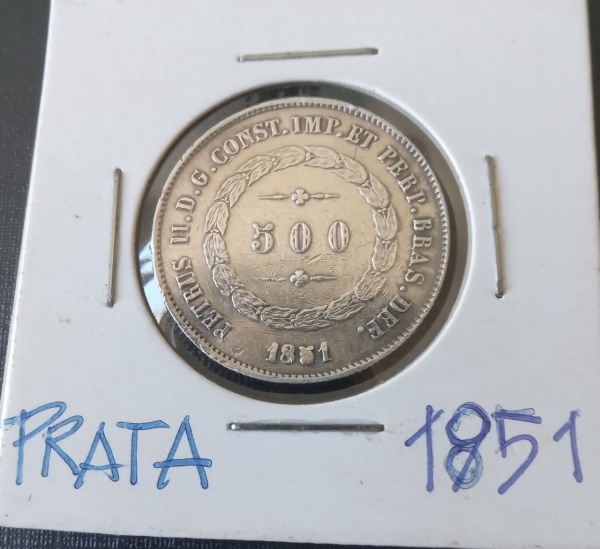 PETRUS II.D.G.CONST.IMP.ET PERP.BRAS.DEF.
500
1851
PRATA 1851